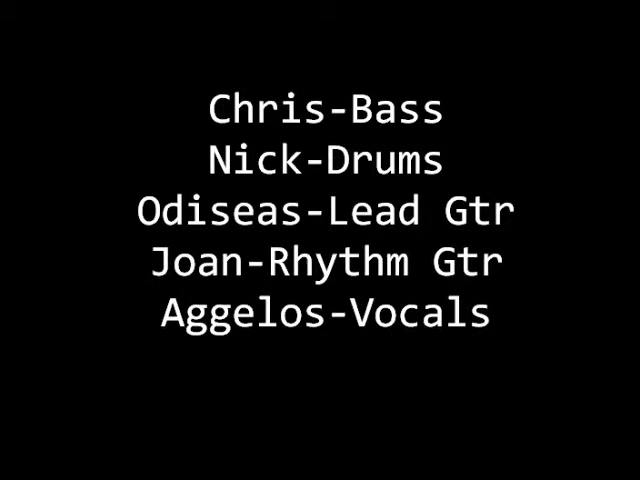 Chris-Bass
Nick-Drums
Odiseas-Lead Gtr
Joan-Rhythm Gtr
Aggelos-Vocals